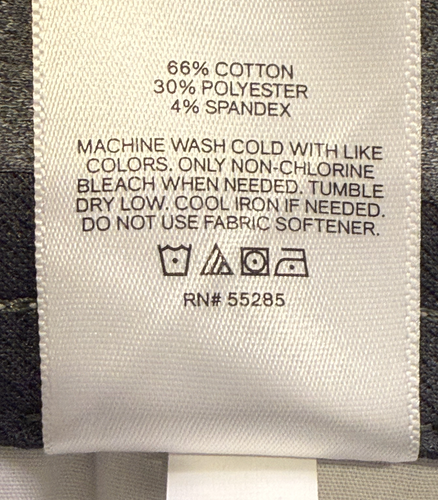 66% COTTON
30% POLYESTER
4% SPANDEX
MACHINE WASH COLD WITH LIKE
COLORS. ONLY NON-CHLORINE
BLEACH WHEN NEEDED. TUMBLE
DRY LOW. COOL IRON IF NEEDED.
DO NOT USE FABRIC SOFTENER.
RN# 55285